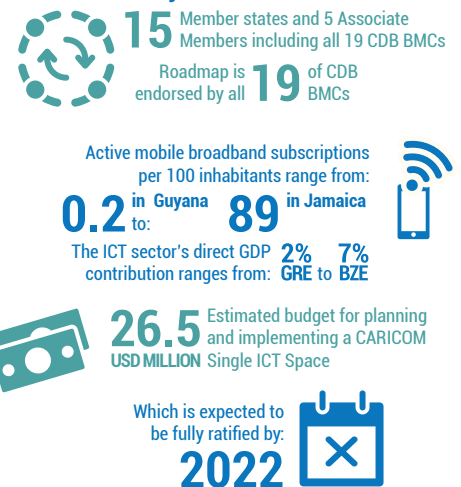 15 Member states and 5 Associate
Members including all 19 CDB BMCs
Roadmap is 19 of CDB
endorsed by all BMCs
Active mobile broadband subscriptions
per 100 inhabitants range from:
0.2 in Guyana 89 in Jamaica
to:
The ICT sector's direct GDP 2% 7%
contribution ranges from: GRE to BZE
26.5 Estimated budget for planning
and implementing a CARICOM
USD MILLION Single ICT Space
Which is expected to
be fully ratified by:
2022